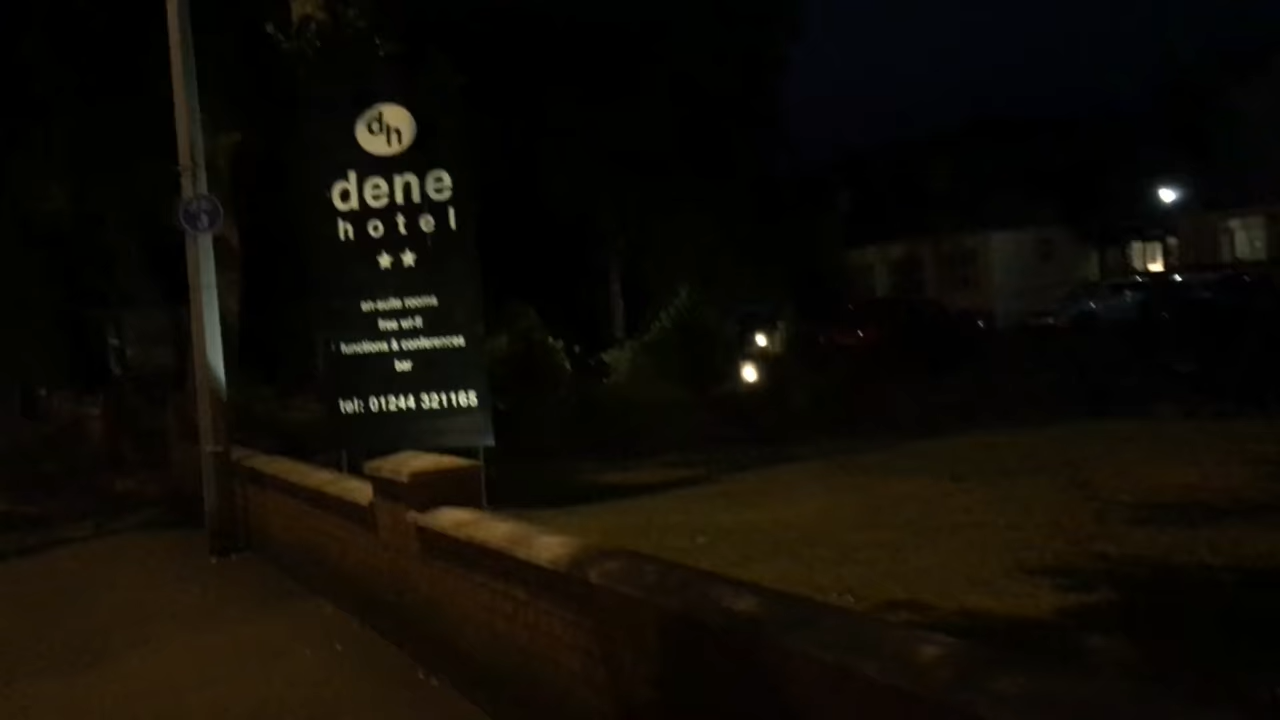 dh
dene
hotel
en-suite rooms
free wi-fi
functions & conferences
bar
tel: 01244 321165